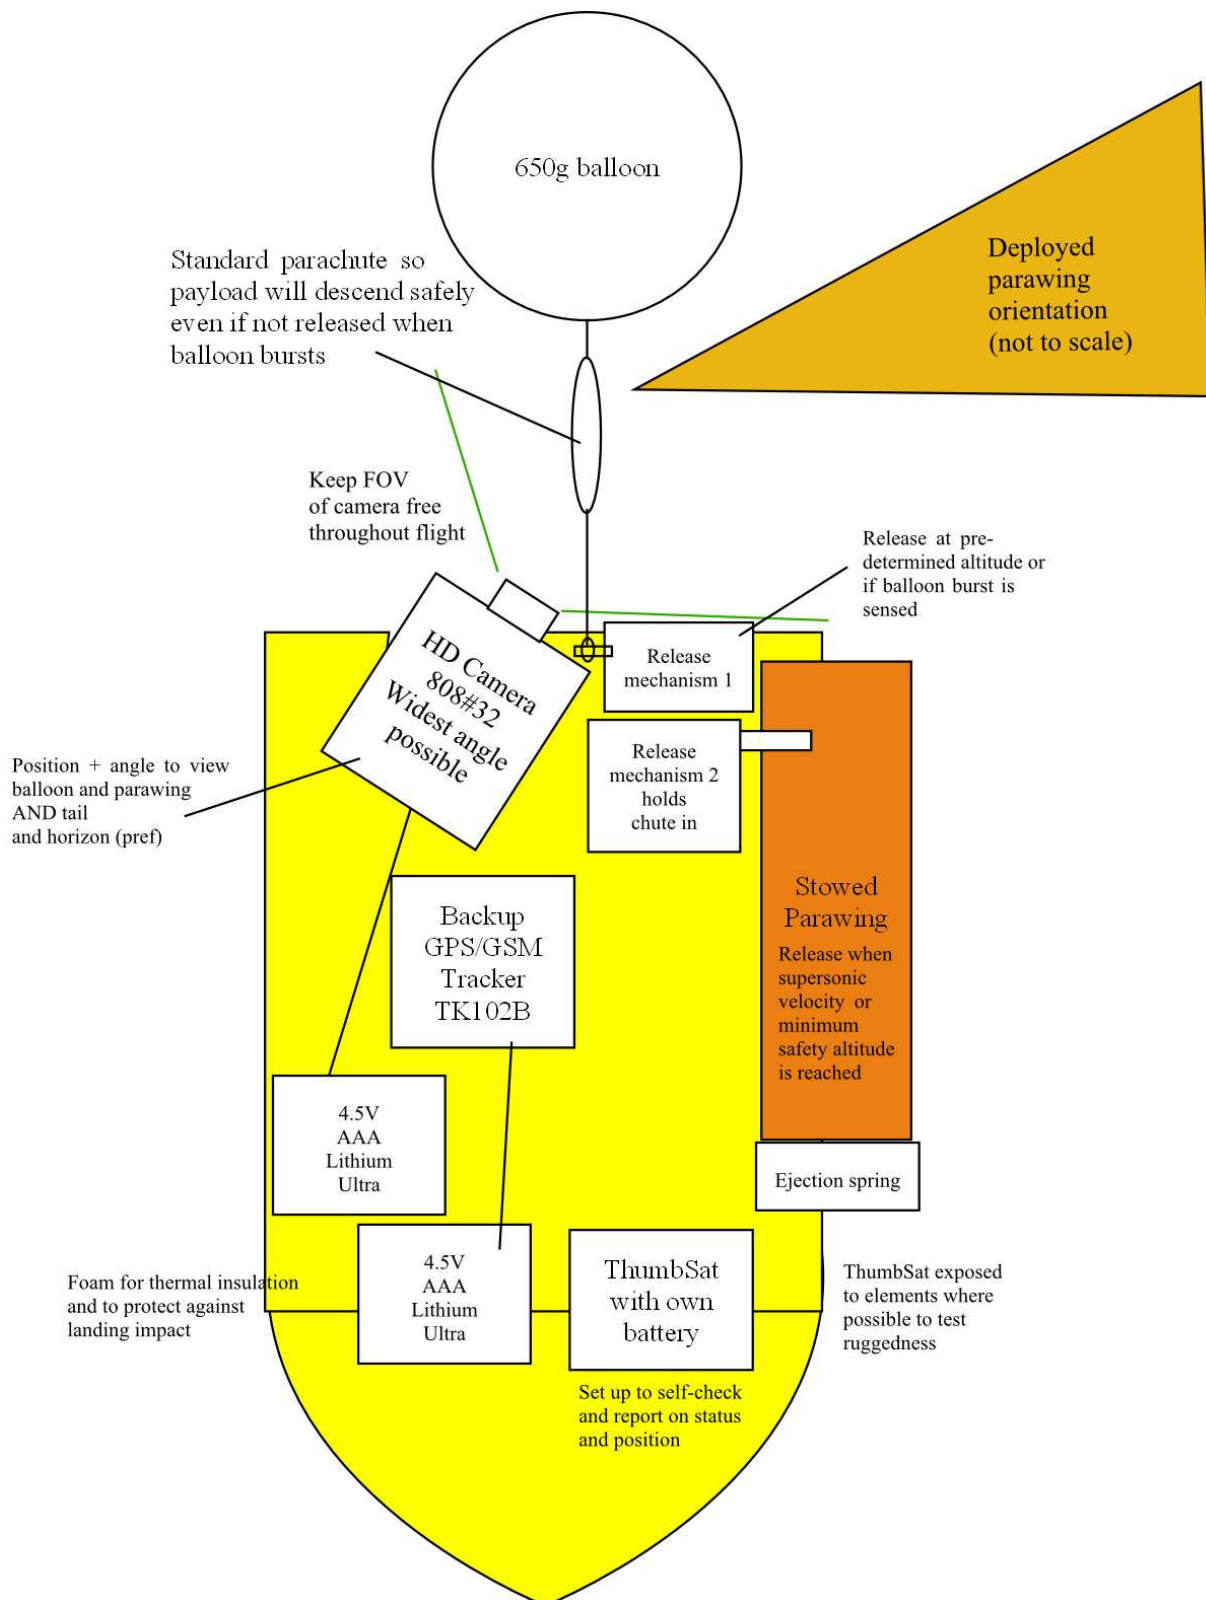 650g balloon
Standard parachute so
payload will descend safely
even if not released when
balloon bursts
Deployed
parawing
orientation
(not to scale)
Keep FOV
of camera free
throughout flight
Release at pre-
determined altitude or
if balloon burst is
sensed
HD Camera
808#32
Widest angle
possible
Release
mechanism 1
Release
mechanism 2
holds
chute in
Position + angle to view
balloon and parawing
AND tail
and horizon (pref)
Stowed
Parawing
Release when
supersonic
velocity or
minimum
safety altitude
is reached
Backup
GPS/GSM
Tracker
TK102B
4.5V
AAA
Lithium
Ultra
Ejection spring
4.5V
AAA
Lithium
Ultra
ThumbSat
with own
battery
Foam for thermal insulation
and to protect against
landing impact
ThumbSat exposed
to elements where
possible to test
ruggedness
Set up to self-check
and report on status
and position